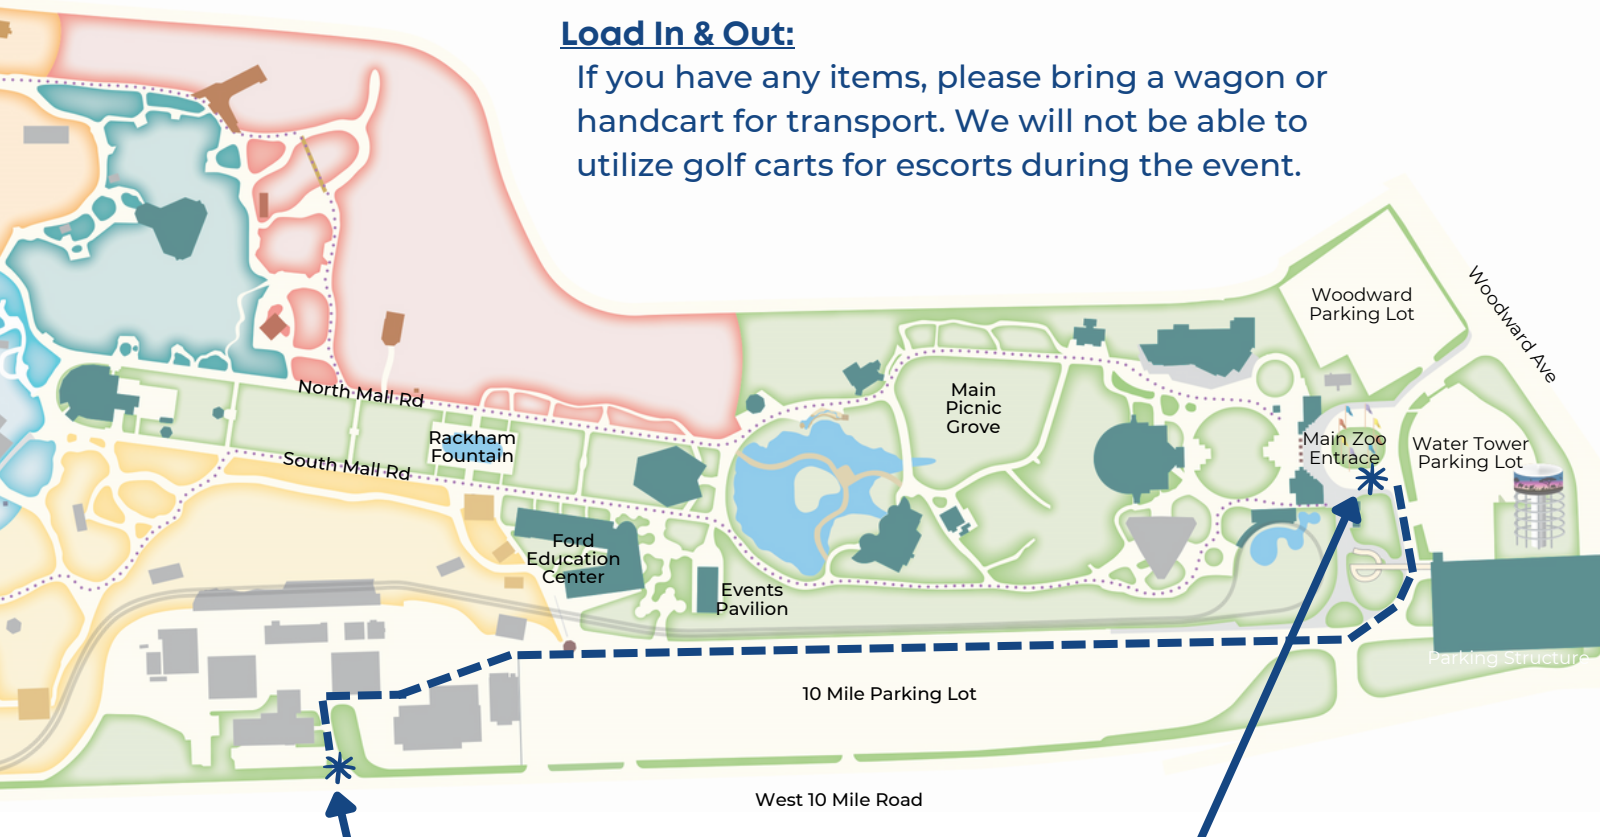 Load In & Out:
If you have any items, please bring a wagon or
handcart for transport. We will not be able to
utilize golf carts for escorts during the event.
Woodward
Parking Lot
Woodward Ave
North Mall Rd
Main
Picnic
Grove
Rackham
Fountain
Main Zoo
Entrace
Water Tower
Parking Lot
South Mall Rd
Ford
Education
Center
Events
Pavilion
Parking Structure
10 Mile Parking Lot
West 10 Mile Road